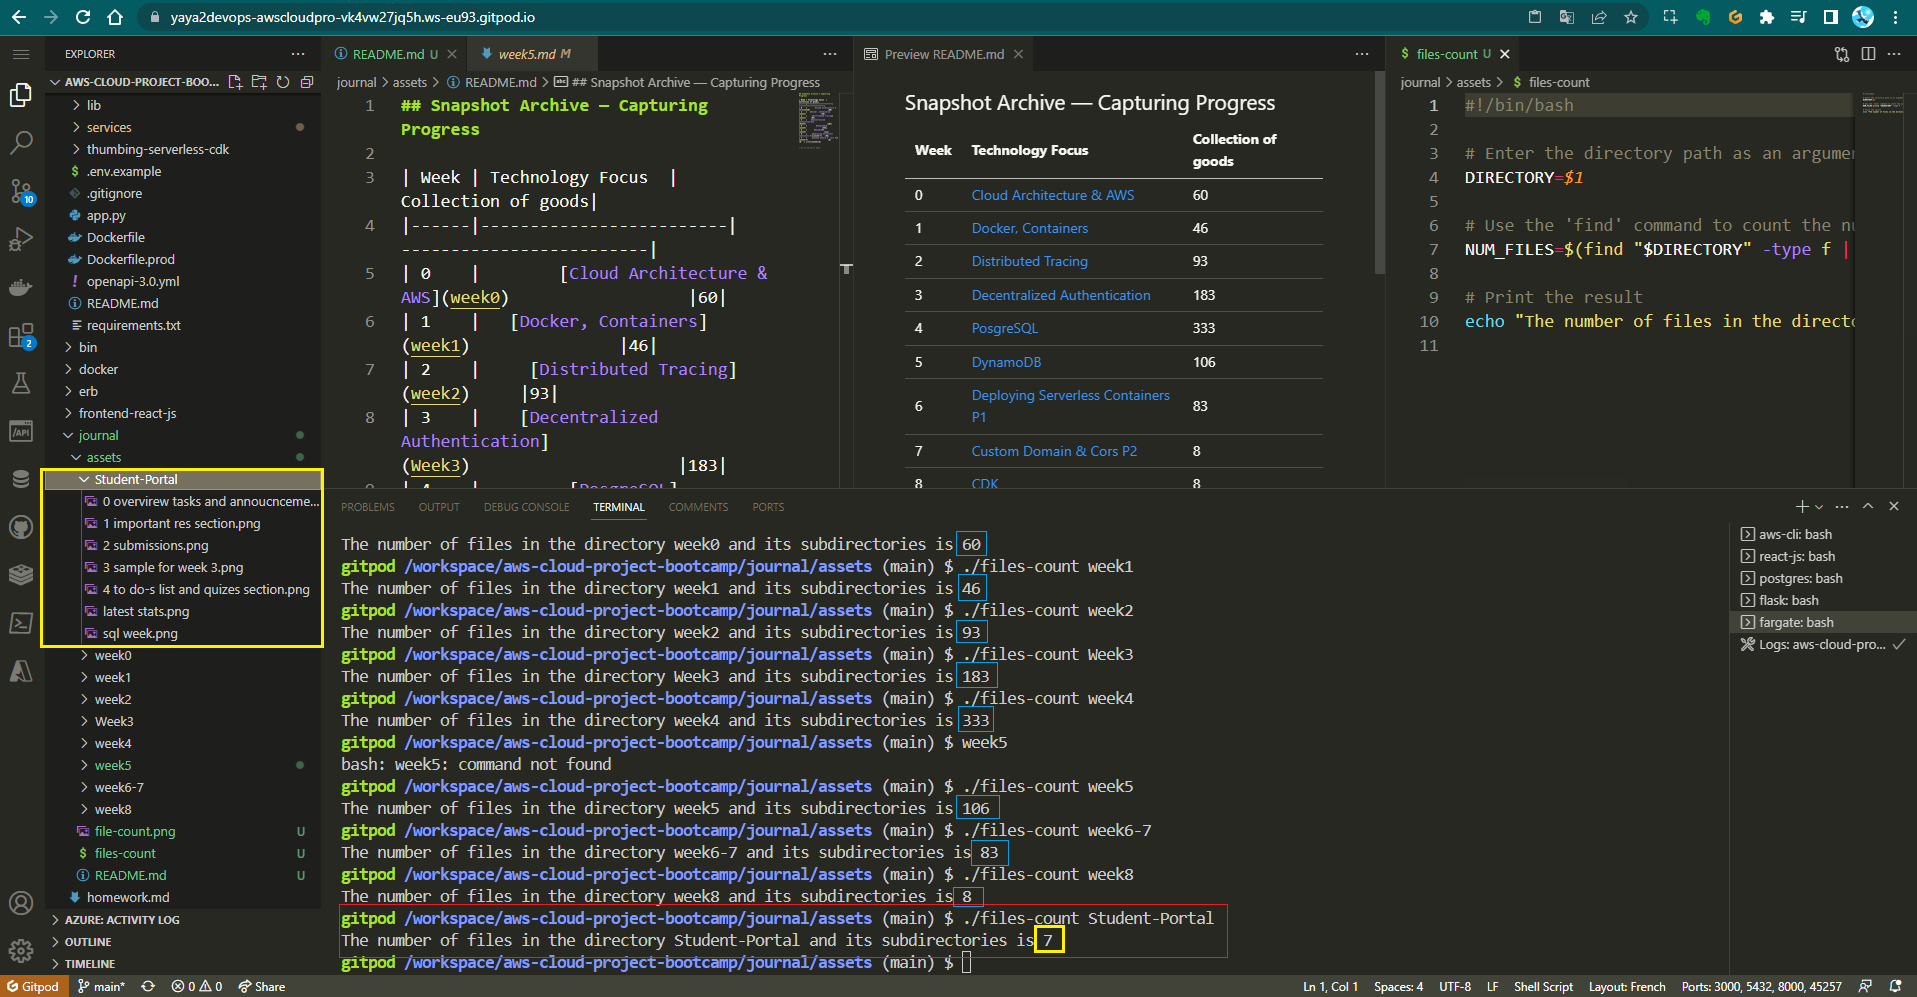 yaya2devops-awscloudpro-vk4vw27jq5h.ws-eu93.gitpod.io
EXPLORER
AWS-CLOUD-PROJECT-BOO...
lib
services
thumbing-serverless-cdk
$ .env.example
.gitignore
app.py
Dockerfile
Dockerfile.prod
! openapi-3.0.yml
README.md
requirements.txt
bin
docker
erb
frontend-react-js
journal
assets
Student-Portal
0 overvirew tasks and annoucnceme...
1 important res section.png
2 submissions.png
3 sample for week 3.png
4 to do-s list and quizes section.png
latest stats.png
sql week.png
week0
week1
week2
Week3
week4
week5
week6-7
week8
file-count.png U
$ files-count U
README.md U
homework.md
AZURE: ACTIVITY LOG
OUTLINE
TIMELINE
10
2
/API
README.md U
week5.md M
journal > assets > README.md > ## Snapshot Archive — Capturing Progress
1 ## Snapshot Archive — Capturing
Progress
2
3 | Week | Technology Focus |
Collection of goods|
4 |------|-------------------------|
-------------------------|
5 | 0 | [Cloud Architecture &
AWS](week0) |60|
6 | 1 | [Docker, Containers]
(week1) |46|
7 | 2 | [Distributed Tracing]
(week2) |93|
8 | 3 | [Decentralized
Authentication]
(Week3) |183|
Preview README.md
Snapshot Archive — Capturing Progress
Week Technology Focus Collection of goods
0 Cloud Architecture & AWS 60
1 Docker, Containers 46
2 Distributed Tracing 93
3 Decentralized Authentication 183
4 PosgreSQL 333
5 DynamoDB 106
6 Deploying Serverless Containers P1 83
7 Custom Domain & Cors P2 8
8 CDK 8
$ files-count U
journal > assets > $ files-count
1 #!/bin/bash
2
3 # Enter the directory path as an argumen
4 DIRECTORY=$1
5
6 # Use the 'find' command to count the nu
7 NUM_FILES=$(find "$DIRECTORY" -type f |
8
9 # Print the result
10 echo "The number of files in the directo
11
PROBLEMS OUTPUT DEBUG CONSOLE TERMINAL COMMENTS PORTS
The number of files in the directory week0 and its subdirectories is 60
gitpod /workspace/aws-cloud-project-bootcamp/journal/assets (main) $ ./files-count week1
The number of files in the directory week1 and its subdirectories is 46
gitpod /workspace/aws-cloud-project-bootcamp/journal/assets (main) $ ./files-count week2
The number of files in the directory week2 and its subdirectories is 93
gitpod /workspace/aws-cloud-project-bootcamp/journal/assets (main) $ ./files-count Week3
The number of files in the directory Week3 and its subdirectories is 183
gitpod /workspace/aws-cloud-project-bootcamp/journal/assets (main) $ ./files-count week4
The number of files in the directory week4 and its subdirectories is 333
gitpod /workspace/aws-cloud-project-bootcamp/journal/assets (main) $ week5
bash: week5: command not found
gitpod /workspace/aws-cloud-project-bootcamp/journal/assets (main) $ ./files-count week5
The number of files in the directory week5 and its subdirectories is 106
gitpod /workspace/aws-cloud-project-bootcamp/journal/assets (main) $ ./files-count week6-7
The number of files in the directory week6-7 and its subdirectories is 83
gitpod /workspace/aws-cloud-project-bootcamp/journal/assets (main) $ ./files-count week8
The number of files in the directory week8 and its subdirectories is 8
gitpod /workspace/aws-cloud-project-bootcamp/journal/assets (main) $ ./files-count Student-Portal
The number of files in the directory Student-Portal and its subdirectories is 7
gitpod /workspace/aws-cloud-project-bootcamp/journal/assets (main) $
aws-cli: bash
react-js: bash
postgres: bash
flask: bash
fargate: bash
Logs: aws-cloud-pro...
Gitpod main* 0 0 Share
Ln 1, Col 1 Spaces: 4 UTF-8 LF Shell Script Layout: French Ports: 3000, 5432, 8000, 45257